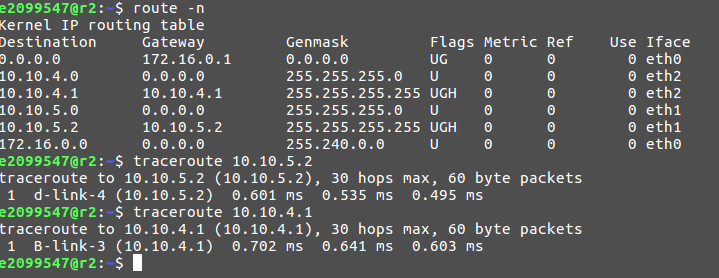 e2099547@r2:~$ route -n
Kernel IP routing table
Destination     Gateway         Genmask         Flags Metric Ref    Use Iface
0.0.0.0         172.16.0.1      0.0.0.0         UG    0      0        0 eth0
10.10.4.0       0.0.0.0         255.255.255.0   U     0      0        0 eth2
10.10.4.1       10.10.4.1       255.255.255.255 UGH   0      0        0 eth2
10.10.5.0       0.0.0.0         255.255.255.0   U     0      0        0 eth1
10.10.5.2       10.10.5.2       255.255.255.255 UGH   0      0        0 eth1
172.16.0.0      0.0.0.0         255.240.0.0     U     0      0        0 eth0
e2099547@r2:~$ traceroute 10.10.5.2
traceroute to 10.10.5.2 (10.10.5.2), 30 hops max, 60 byte packets
 1  d-link-4 (10.10.5.2)  0.601 ms  0.535 ms  0.495 ms
e2099547@r2:~$ traceroute 10.10.4.1
traceroute to 10.10.4.1 (10.10.4.1), 30 hops max, 60 byte packets
 1  B-link-3 (10.10.4.1)  0.702 ms  0.641 ms  0.603 ms
e2099547@r2:~$